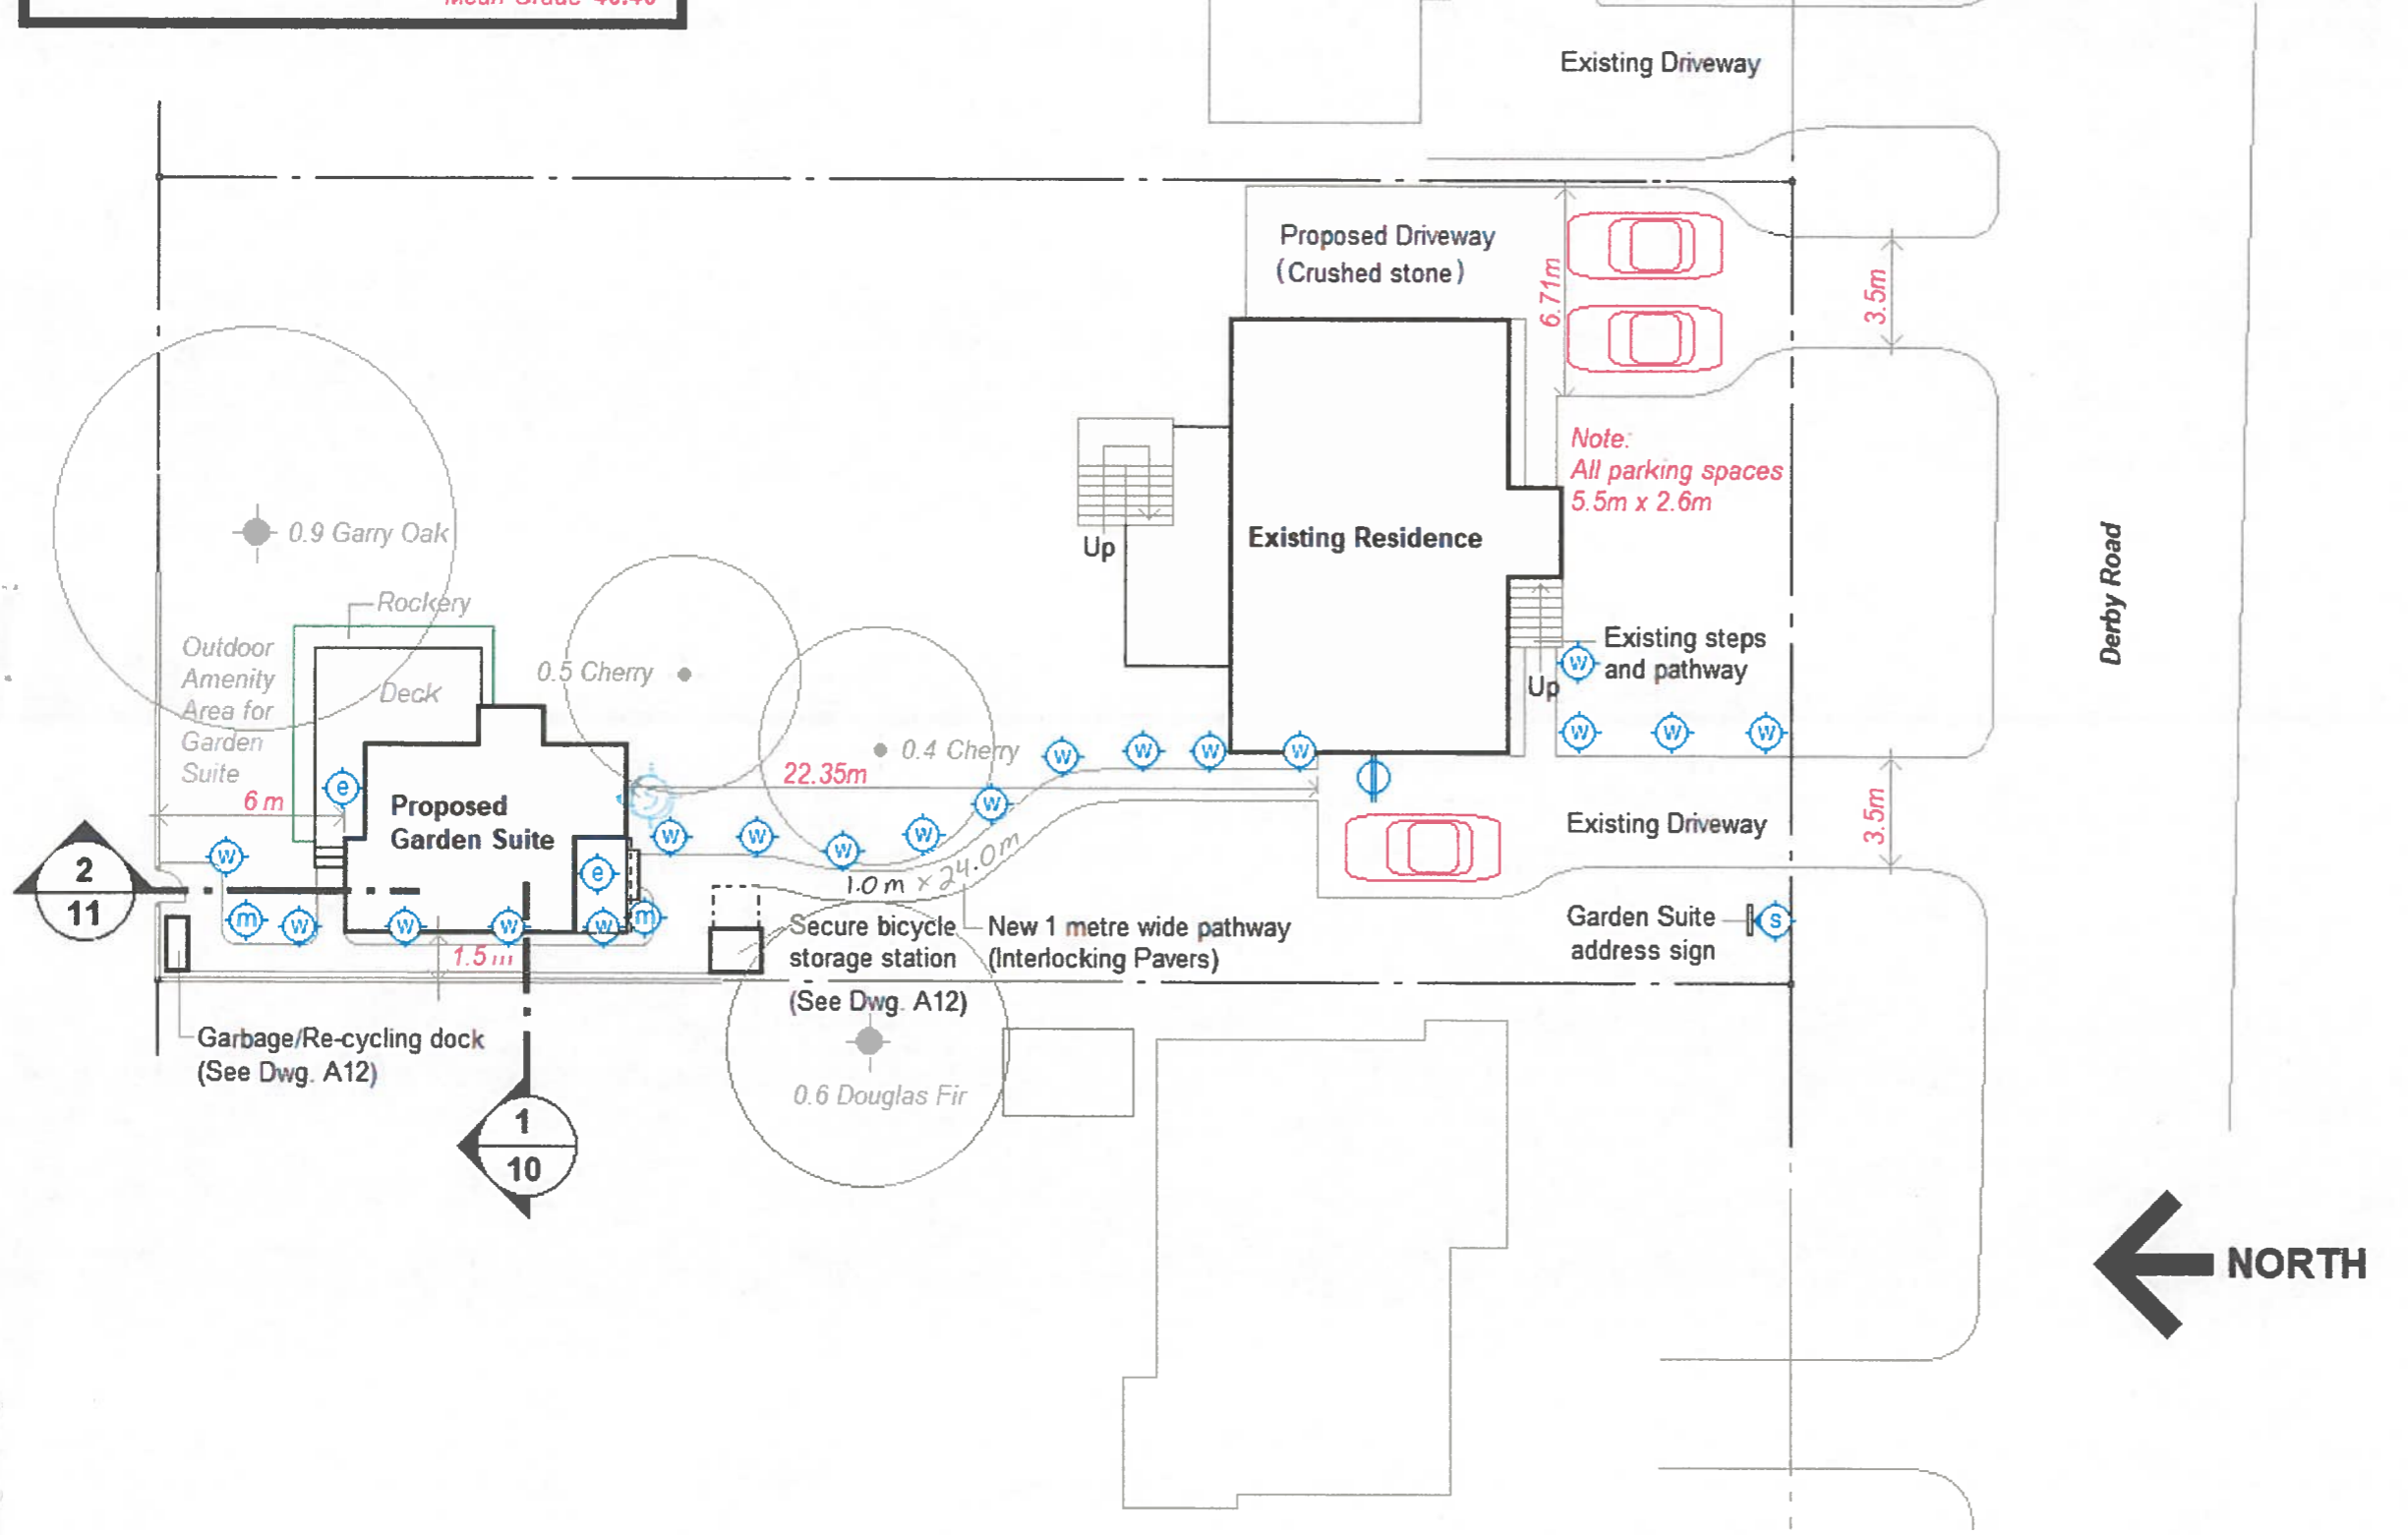 Mean Grade 40.40
Existing Driveway
Proposed Driveway
(Crushed stone)
6.71m
3.5m
Note:
All parking spaces
5.5m x 2.6m
Existing Residence
Up
0.9 Garry Oak
Rockery
Outdoor
Amenity
Area for
Garden
Suite
Deck
0.5 Cherry
0.4 Cherry
Existing steps
and pathway
Up
w
w
w
w
Derby Road
22.35m
w
w
w
w
w
w
w
w
w
e
6 m
Proposed
Garden Suite
e
w
m
w
w
w
w
m
2
11
1.0 m x 24.0m
Existing Driveway
3.5m
Secure bicycle
storage station
(See Dwg. A12)
New 1 metre wide pathway
(Interlocking Pavers)
Garden Suite
address sign
s
1.5 m
Garbage/Re-cycling dock
(See Dwg. A12)
0.6 Douglas Fir
1
10
NORTH